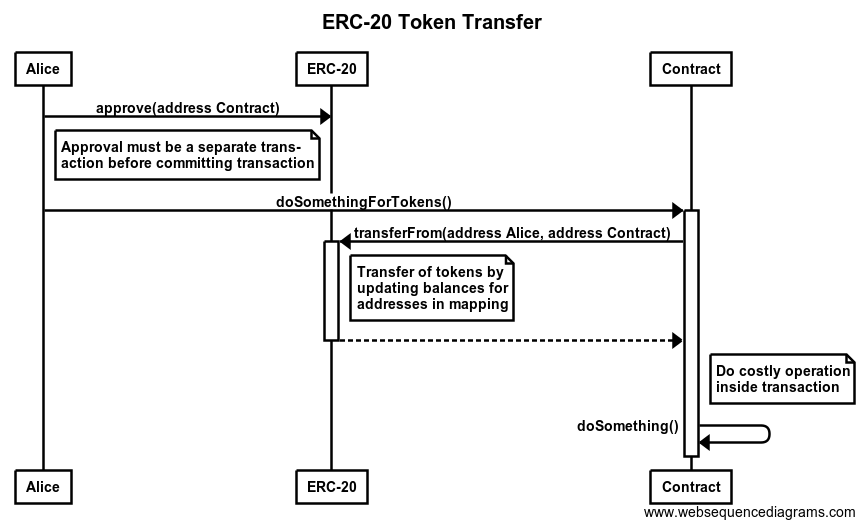 ERC-20 Token Transfer
Alice
ERC-20
Contract
approve(address Contract)
Approval must be a separate trans-
action before committing transaction
doSomethingForTokens()
transferFrom(address Alice, address Contract)
Transfer of tokens by
updating balances for
addresses in mapping
Do costly operation
inside transaction
doSomething()
Alice
ERC-20
Contract
www.websequencediagrams.com